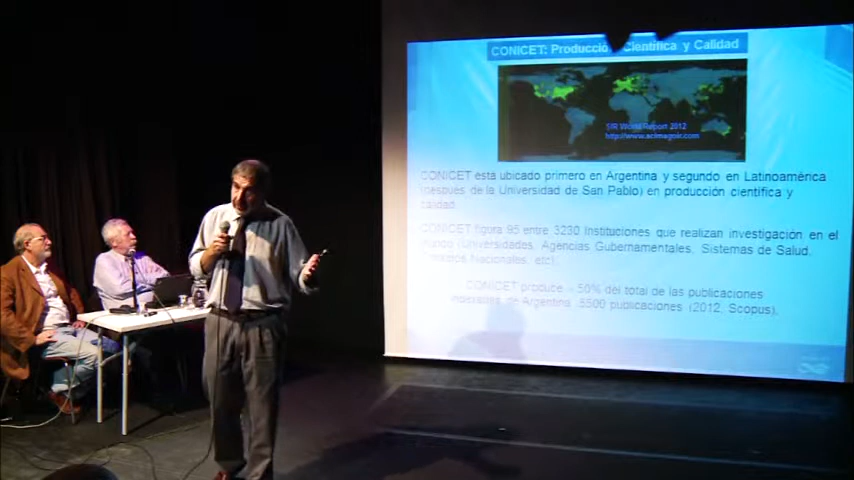 CONICET: Producción Científica y Calidad
SIR World Report 2012
http://www.scimagoir.com
CONICET está ubicado primero en Argentina y segundo en Latinoamérica
(después de la Universidad de San Pablo) en producción científica y
calidad.
CONICET figura 95 entre 3230 Instituciones que realizan investigación en el
mundo (Universidades, Agencias Gubernamentales, Sistemas de Salud,
Nacionales, etc)
CONICET produce ~ 50% del total de las publicaciones
de Argentina : 5500 publicaciones (2012, Scopus),